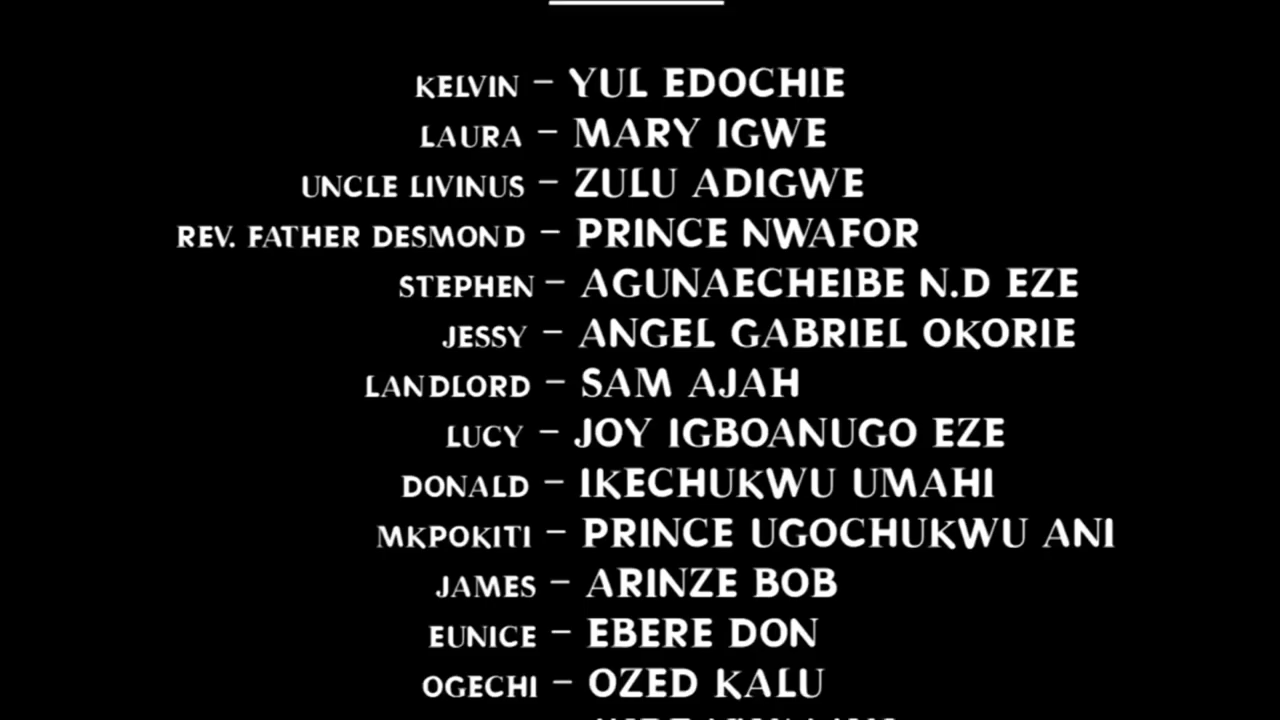 KELVIN – YUL EDOCHIE
LAURA – MARY IGWE
UNCLE LIVINUS – ZULU ADIGWE
REV. FATHER DESMOND – PRINCE NWAFOR
STEPHEN – AGUNAECHEIBE N.D EZE
JESSY – ANGEL GABRIEL OKORIE
LANDLORD – SAM AJAH
LUCY – JOY IGBOANUGO EZE
DONALD – IKECHUKWU UMAHI
MKPOKITI – PRINCE UGOCHUKWU ANI
JAMES – ARINZE BOB
EUNICE – EBERE DON
OGECHI – OZED KALU